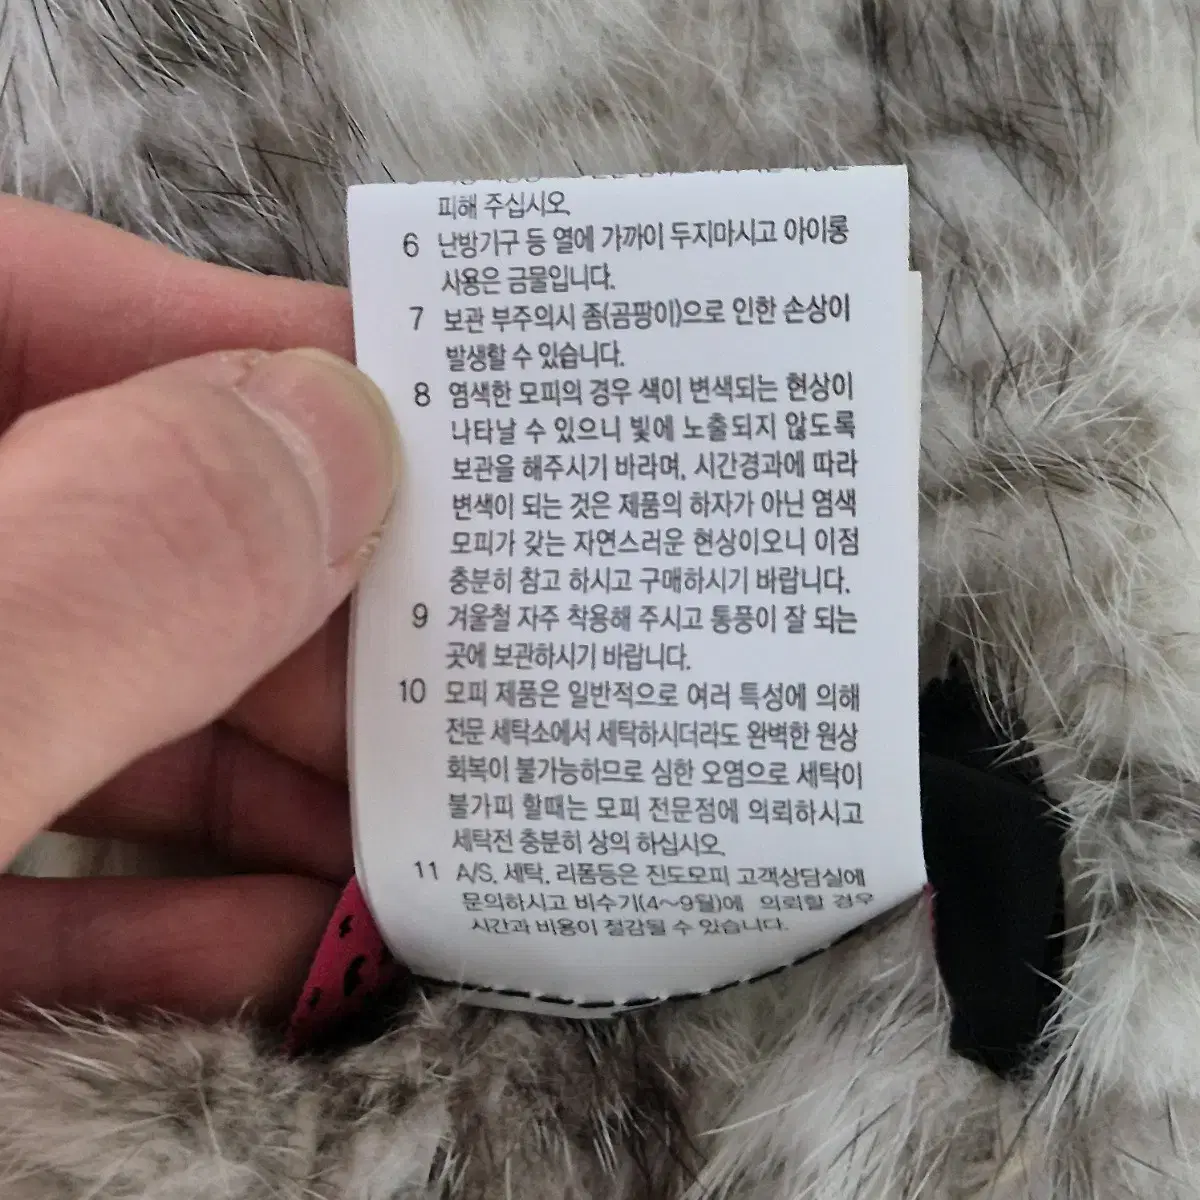 피해 주십시오.
6 난방기구 등 열에 가까이 두지마시고 아이롱
사용은 금물입니다.
7 보관 부주의시 좀(곰팡이)으로 인한 손상이
발생할 수 있습니다.
8 염색한 모피의 경우 색이 변색되는 현상이
나타날 수 있으니 빛에 노출되지 않도록
보관을 해주시기 바라며, 시간경과에 따라
변색이 되는 것은 제품의 하자가 아닌 염색
모피가 갖는 자연스러운 현상이오니 이점
충분히 참고 하시고 구매하시기 바랍니다.
9 겨울철 자주 착용해 주시고 통풍이 잘 되는
곳에 보관하시기 바랍니다.
10 모피 제품은 일반적으로 여러 특성에 의해
전문 세탁소에서 세탁하시더라도 완벽한 원상
회복이 불가능하므로 심한 오염으로 세탁이
불가피 할때는 모피 전문점에 의뢰하시고
세탁전 충분히 상의 하십시오.
11 A/S, 세탁, 리폼등은 진도모피 고객상담실에
문의하시고 비수기(4~9월)에 의뢰할 경우
시간과 비용이 절감될 수 있습니다.